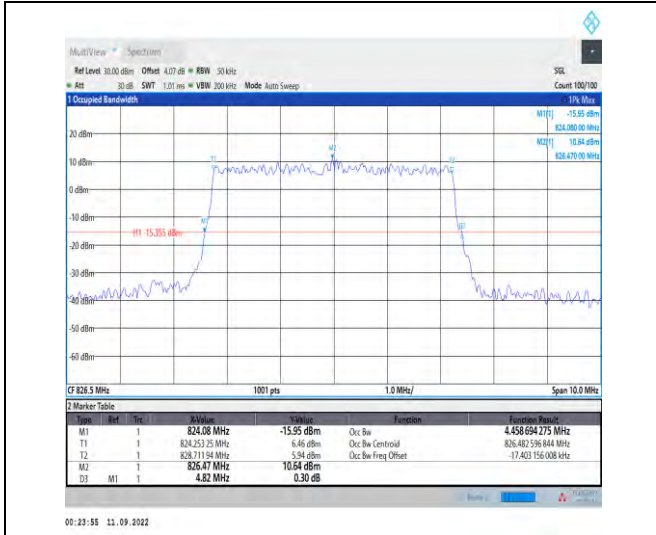 MultiView Spectrum
Ref Level 30.00 dBm Offset 4.07 dB RBW 50 kHz SGL
Att 30 dB SWT 1.01 ms VBW 200 kHz Mode Auto Sweep Count 100/100
1 Occupied Bandwidth 1Pk Max
M1[1] -15.95 dBm
824.080 00 MHz
M2[1] 10.64 dBm
826.470 00 MHz
20 dBm
M2
10 dBm
T1
0 dBm
-10 dBm
M1
H1 -15.355 dBm
-20 dBm
-30 dBm
-40 dBm
-50 dBm
-60 dBm
CF 826.5 MHz 1001 pts 1.0 MHz/ Span 10.0 MHz
2 Marker Table
Type Ref Trc X-Value Y-Value Function Function Result
M1 1 824.08 MHz -15.95 dBm Occ Bw 4.458 694 275 MHz
T1 1 824.253 25 MHz 6.46 dBm Occ Bw Centroid 826.482 596 844 MHz
T2 1 828.711 94 MHz 5.94 dBm Occ Bw Freq Offset -17.403 156 008 kHz
M2 1 826.47 MHz 10.64 dBm
D3 M1 1 4.82 MHz 0.30 dB
00:23:55 11.09.2022